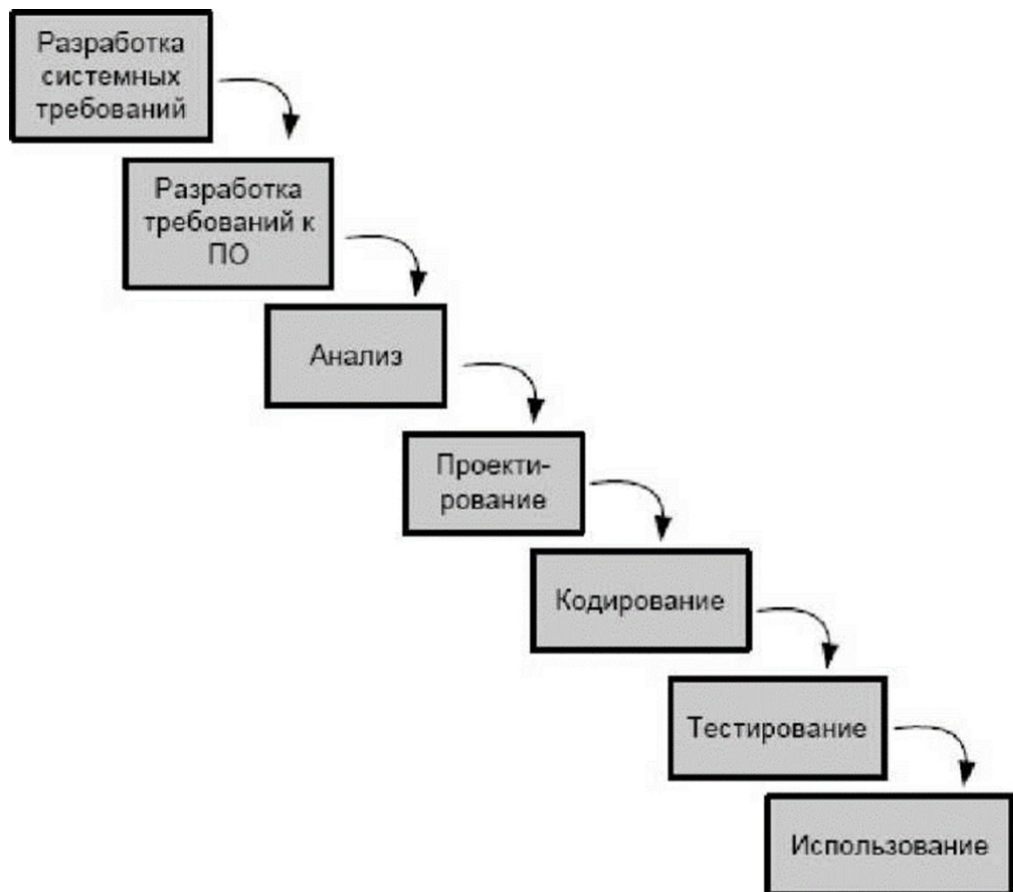 Разработка
системных
требований
Разработка
требований к
ПО
Анализ
Проекти-
рование
Кодирование
Тестирование
Использование